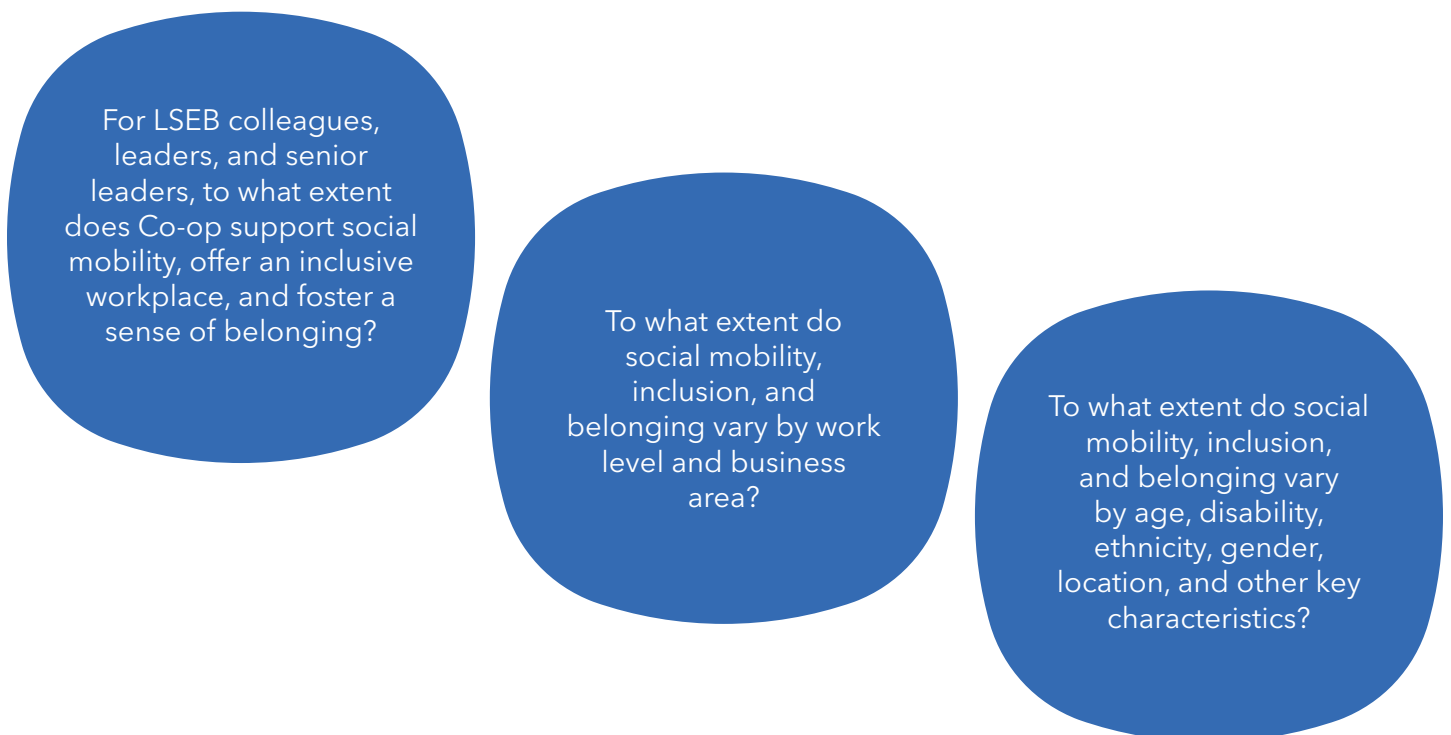 For LSEB colleagues,
leaders, and senior
leaders, to what extent
does Co-op support social
mobility, offer an inclusive
workplace, and foster a
sense of belonging?
To what extent do
social mobility,
inclusion, and
belonging vary by work
level and business
area?
To what extent do social
mobility, inclusion,
and belonging vary
by age, disability,
ethnicity, gender,
location, and other key
characteristics?